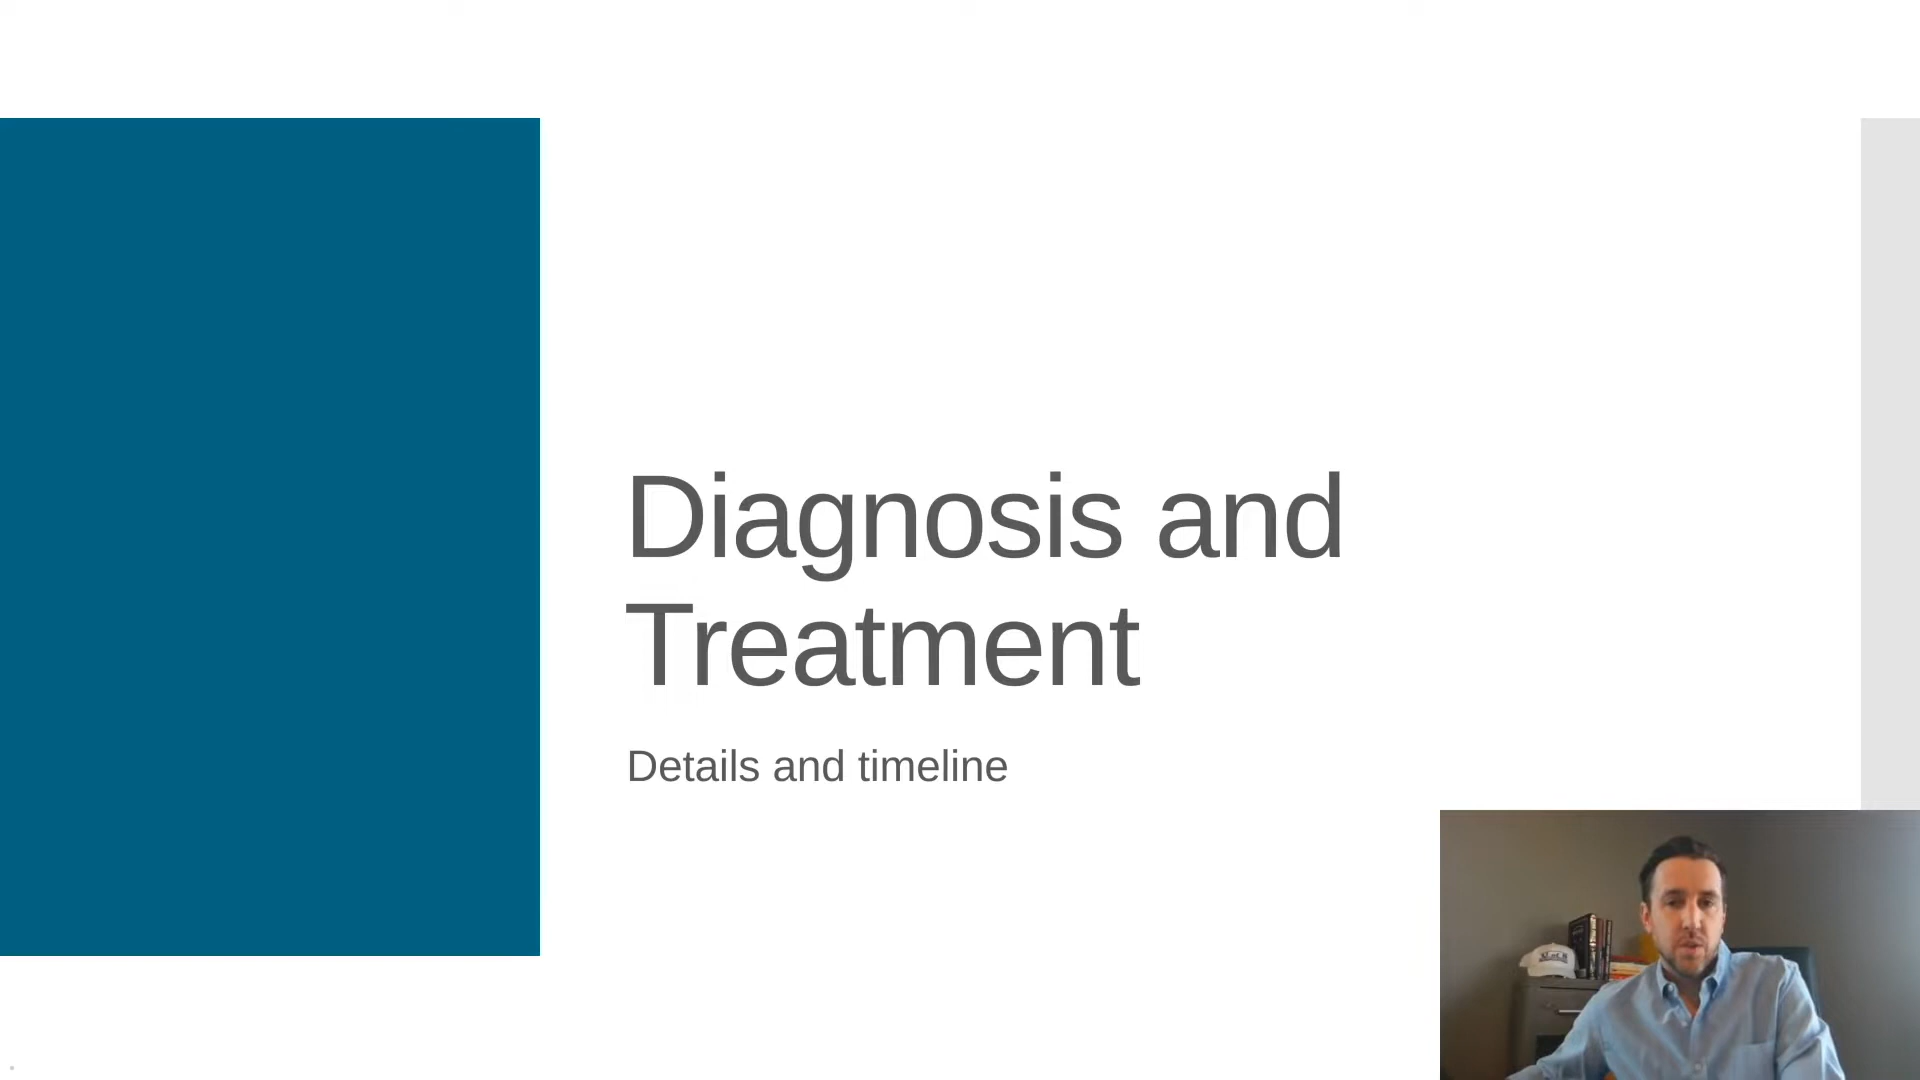 Diagnosis and
Treatment
Details and timeline